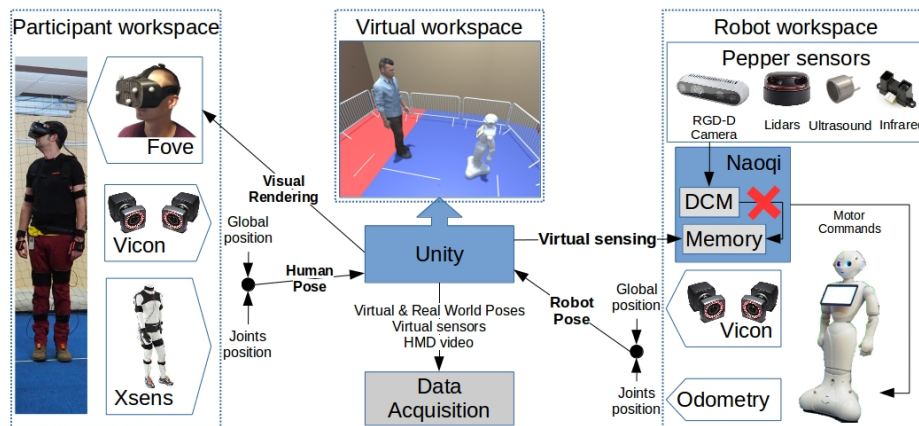 Participant workspace
Virtual workspace
Robot workspace
Pepper sensors
RGD-D
Camera
Lidars
Ultrasound
Infrared
Fove
Visual
Rendering
Naoqi
DCM
Memory
Motor
Commands
Vicon
Global
position
Human
Pose
Joints
position
Unity
Virtual sensing
Robot
Pose
Global
position
Vicon
Virtual & Real World Poses
Virtual sensors
HMD video
Xsens
Data
Acquisition
Joints
position
Odometry